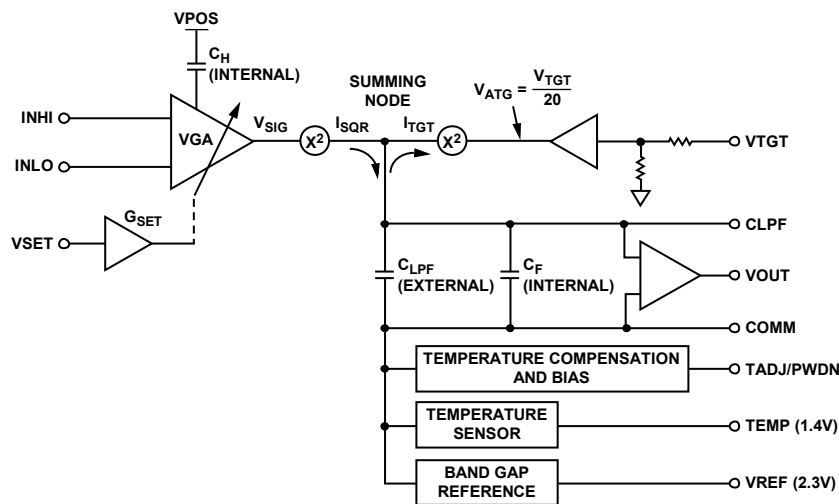 VPOS
C_H
(INTERNAL)
INHI
INLO
VGA
V_SIG
X²
I_SQR
SUMMING
NODE
I_TGT
X²
V_ATG = V_TGT/20
VTGT
VSET
G_SET
CLPF
C_LPF
(EXTERNAL)
C_F
(INTERNAL)
VOUT
COMM
TEMPERATURE COMPENSATION
AND BIAS
TADJ/PWDN
TEMPERATURE
SENSOR
TEMP (1.4V)
BAND GAP
REFERENCE
VREF (2.3V)